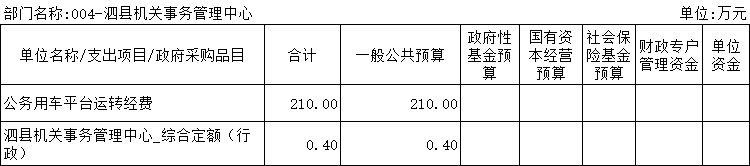 部门名称:004-泗县机关事务管理中心 单位:万元
单位名称/支出项目/政府采购品目 合计 一般公共预算 政府性基金预算 国有资本经营预算 社会保险基金预算 财政专户管理资金 单位资金
公务用车平台运转经费 210.00 210.00
泗县机关事务管理中心_综合定额（行政） 0.40 0.40